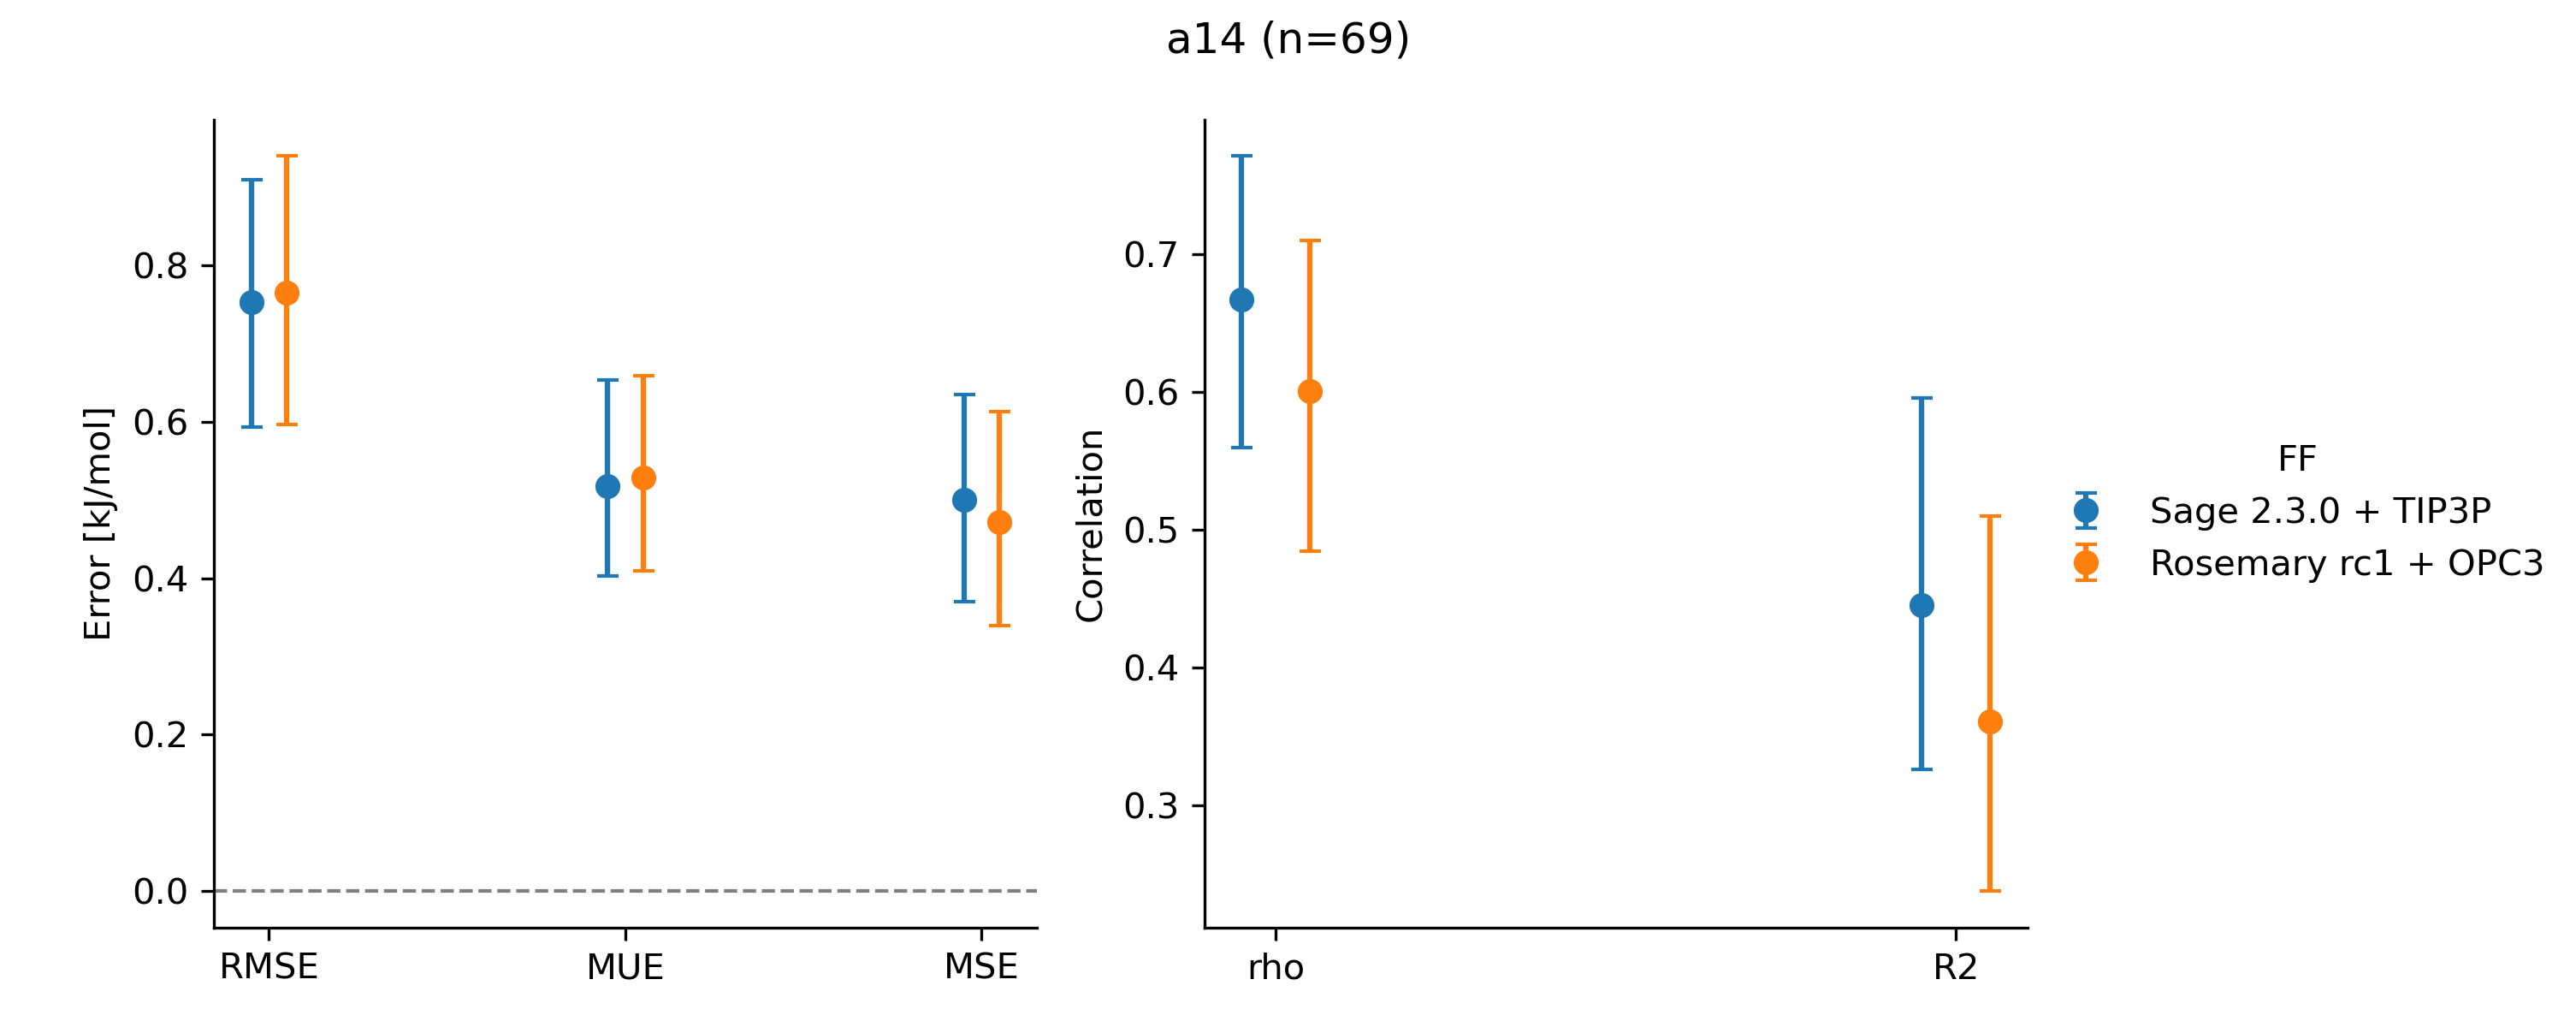 a14 (n=69)
Error [kJ/mol]
0.8
0.6
0.4
0.2
0.0
RMSE
MUE
MSE
Correlation
0.7
0.6
0.5
0.4
0.3
rho
R2
FF
Sage 2.3.0 + TIP3P
Rosemary rc1 + OPC3